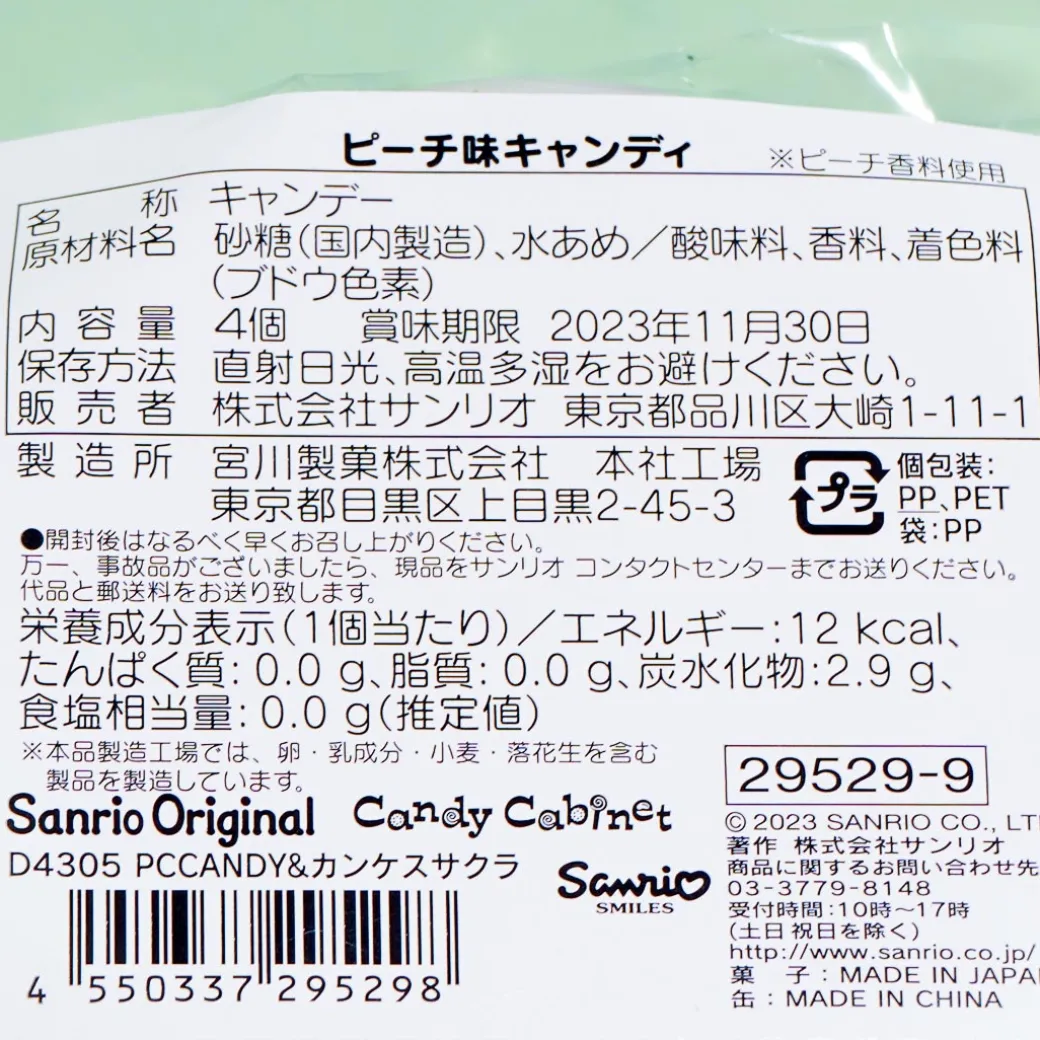 ピーチ味キャンディ ※ピーチ香料使用
名称 キャンデー
原材料名 砂糖(国内製造)、水あめ/酸味料、香料、着色料
(ブドウ色素)
内容量 4個 賞味期限 2023年11月30日
保存方法 直射日光、高温多湿をお避けください。
販売者 株式会社サンリオ 東京都品川区大崎1-11-1
製造所 宮川製菓株式会社 本社工場
東京都目黒区上目黒2-45-3
プラ
個包装:
PP、PET
袋:PP
●開封後はなるべく早くお召し上がりください。
万一、事故品がございましたら、現品をサンリオ コンタクトセンターまでお送りください。
代品と郵送料をお送り致します。
栄養成分表示(1個当たり)/エネルギー:12 kcal、
たんぱく質:0.0 g、脂質:0.0 g、炭水化物:2.9 g、
食塩相当量:0.0 g(推定値)
※本品製造工場では、卵・乳成分・小麦・落花生を含む
製品を製造しています。
29529-9
Sanrio Original Candy Cabinet
D4305 PCCANDY&カンケスサクラ
4 550337 295298
Sanrio
SMILES
© 2023 SANRIO CO., LT
著作 株式会社サンリオ
商品に関するお問い合わせ先
03-3779-8148
受付時間:10時～17時
(土日祝日を除く)
http://www.sanrio.co.jp/
菓子:MADE IN JAPA
缶:MADE IN CHINA